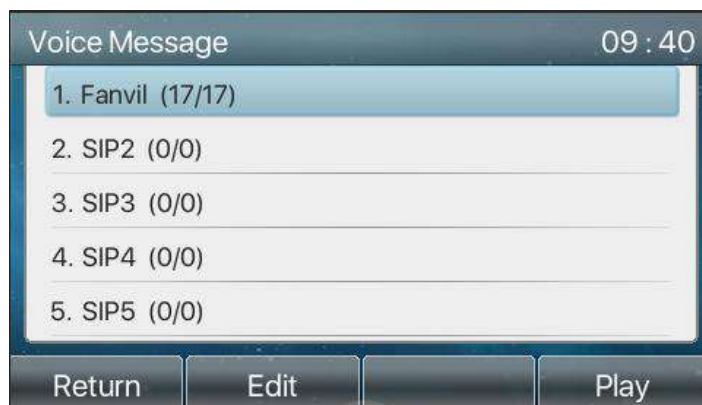 Voice Message 09 : 40
1. Fanvil (17/17)
2. SIP2 (0/0)
3. SIP3 (0/0)
4. SIP4 (0/0)
5. SIP5 (0/0)
Return Edit Play